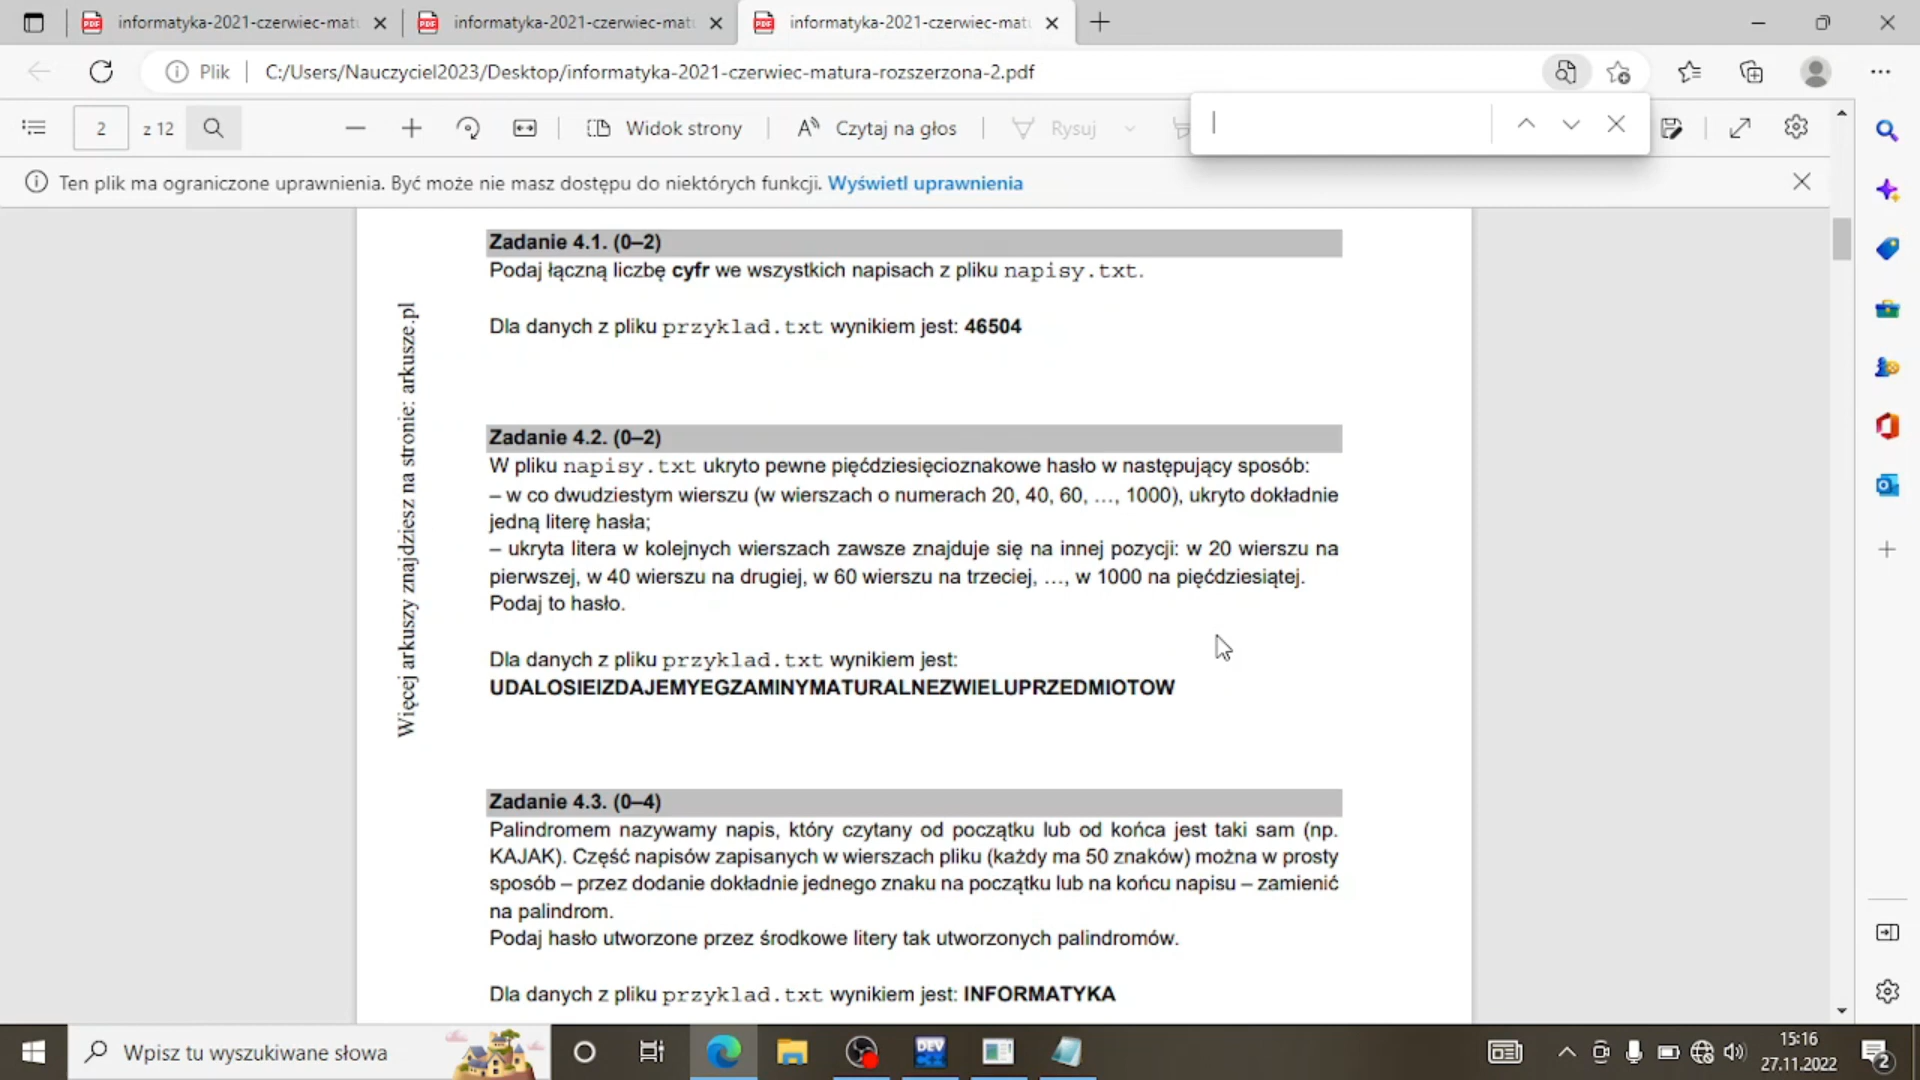 informatyka-2021-czerwiec-matu
informatyka-2021-czerwiec-matu
informatyka-2021-czerwiec-matu
Plik
C:/Users/Nauczyciel2023/Desktop/informatyka-2021-czerwiec-matura-rozszerzona-2.pdf
2 z 12
Widok strony
Czytaj na głos
Rysuj
Ten plik ma ograniczone uprawnienia. Być może nie masz dostępu do niektórych funkcji. Wyświetl uprawnienia
Więcej arkuszy znajdziesz na stronie: arkusze.pl
Zadanie 4.1. (0–2)
Podaj łączną liczbę cyfr we wszystkich napisach z pliku napisy.txt.
Dla danych z pliku przyklad.txt wynikiem jest: 46504
Zadanie 4.2. (0–2)
W pliku napisy.txt ukryto pewne pięćdziesięcioznakowe hasło w następujący sposób:
– w co dwudziestym wierszu (w wierszach o numerach 20, 40, 60, …, 1000), ukryto dokładnie
jedną literę hasła;
– ukryta litera w kolejnych wierszach zawsze znajduje się na innej pozycji: w 20 wierszu na
pierwszej, w 40 wierszu na drugiej, w 60 wierszu na trzeciej, …, w 1000 na pięćdziesiątej.
Podaj to hasło.
Dla danych z pliku przyklad.txt wynikiem jest:
UDALOSIEIZDAJEMYEGZAMINYMATURALNEZWIELUPRZEDMIOTOW
Zadanie 4.3. (0–4)
Palindromem nazywamy napis, który czytany od początku lub od końca jest taki sam (np.
KAJAK). Część napisów zapisanych w wierszach pliku (każdy ma 50 znaków) można w prosty
sposób – przez dodanie dokładnie jednego znaku na początku lub na końcu napisu – zamienić
na palindrom.
Podaj hasło utworzone przez środkowe litery tak utworzonych palindromów.
Dla danych z pliku przyklad.txt wynikiem jest: INFORMATYKA
Wpisz tu wyszukiwane słowa
DEV
15:16
27.11.2022
2